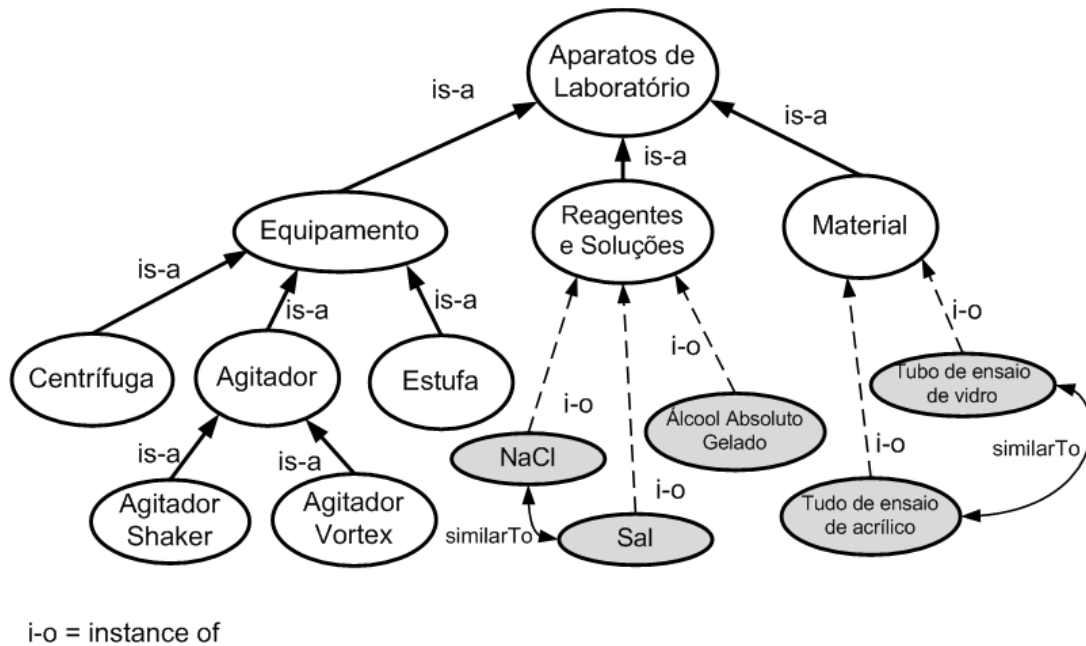 Aparatos de
Laboratório
is-a
is-a
is-a
Equipamento
Reagentes
e Soluções
Material
is-a
is-a
is-a
i-o
i-o
Centrífuga
Agitador
Estufa
Tubo de ensaio
de vidro
i-o
Álcool Absoluto
Gelado
is-a
is-a
NaCl
i-o
similarTo
i-o
Agitador
Shaker
Agitador
Vortex
similarTo
Sal
Tudo de ensaio
de acrílico
i-o = instance of